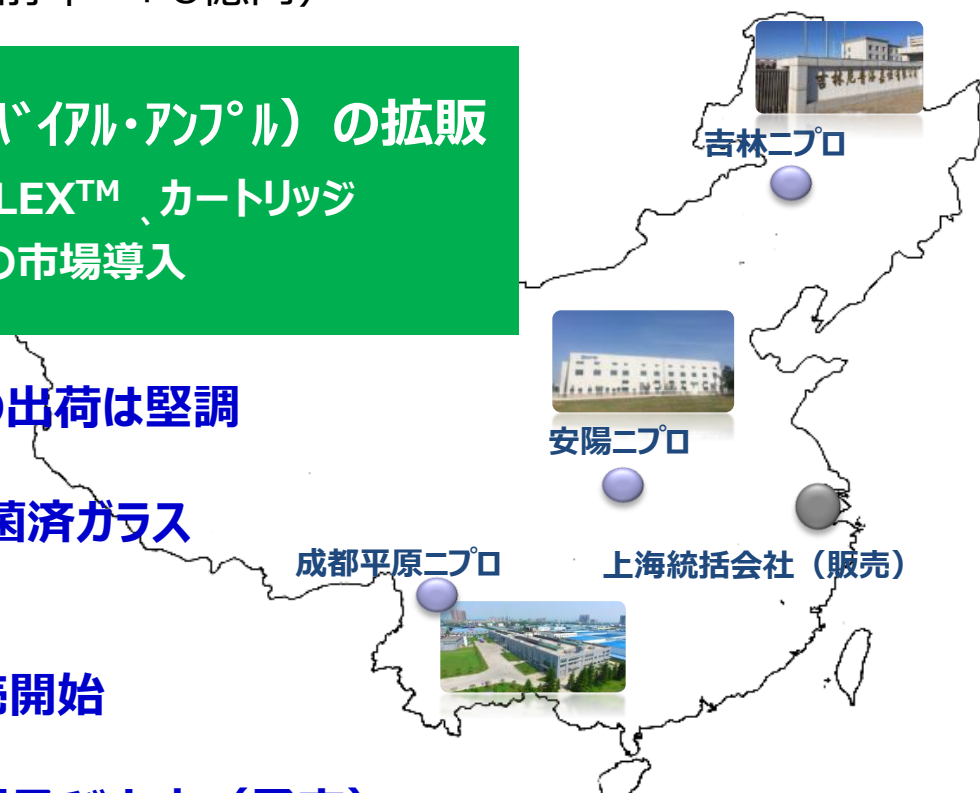 ﾊﾞｲｱﾙ・ｱﾝﾌﾟﾙ）の拡販
LEX™、カートリッジ
の市場導入
の出荷は堅調
菌済ガラス
売開始
吉林ニプロ
安陽ニプロ
成都平原ニプロ
上海統括会社（販売）